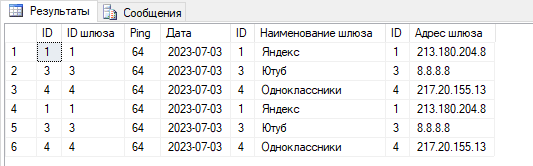 Результаты Сообщения
ID ID шлюза Ping Дата ID Наименование шлюза ID Адрес шлюза
1 1 1 64 2023-07-03 1 Яндекс 1 213.180.204.8
2 3 3 64 2023-07-03 3 Ютуб 3 8.8.8.8
3 4 4 64 2023-07-03 4 Одноклассники 4 217.20.155.13
4 1 1 64 2023-07-03 1 Яндекс 1 213.180.204.8
5 3 3 64 2023-07-03 3 Ютуб 3 8.8.8.8
6 4 4 64 2023-07-03 4 Одноклассники 4 217.20.155.13